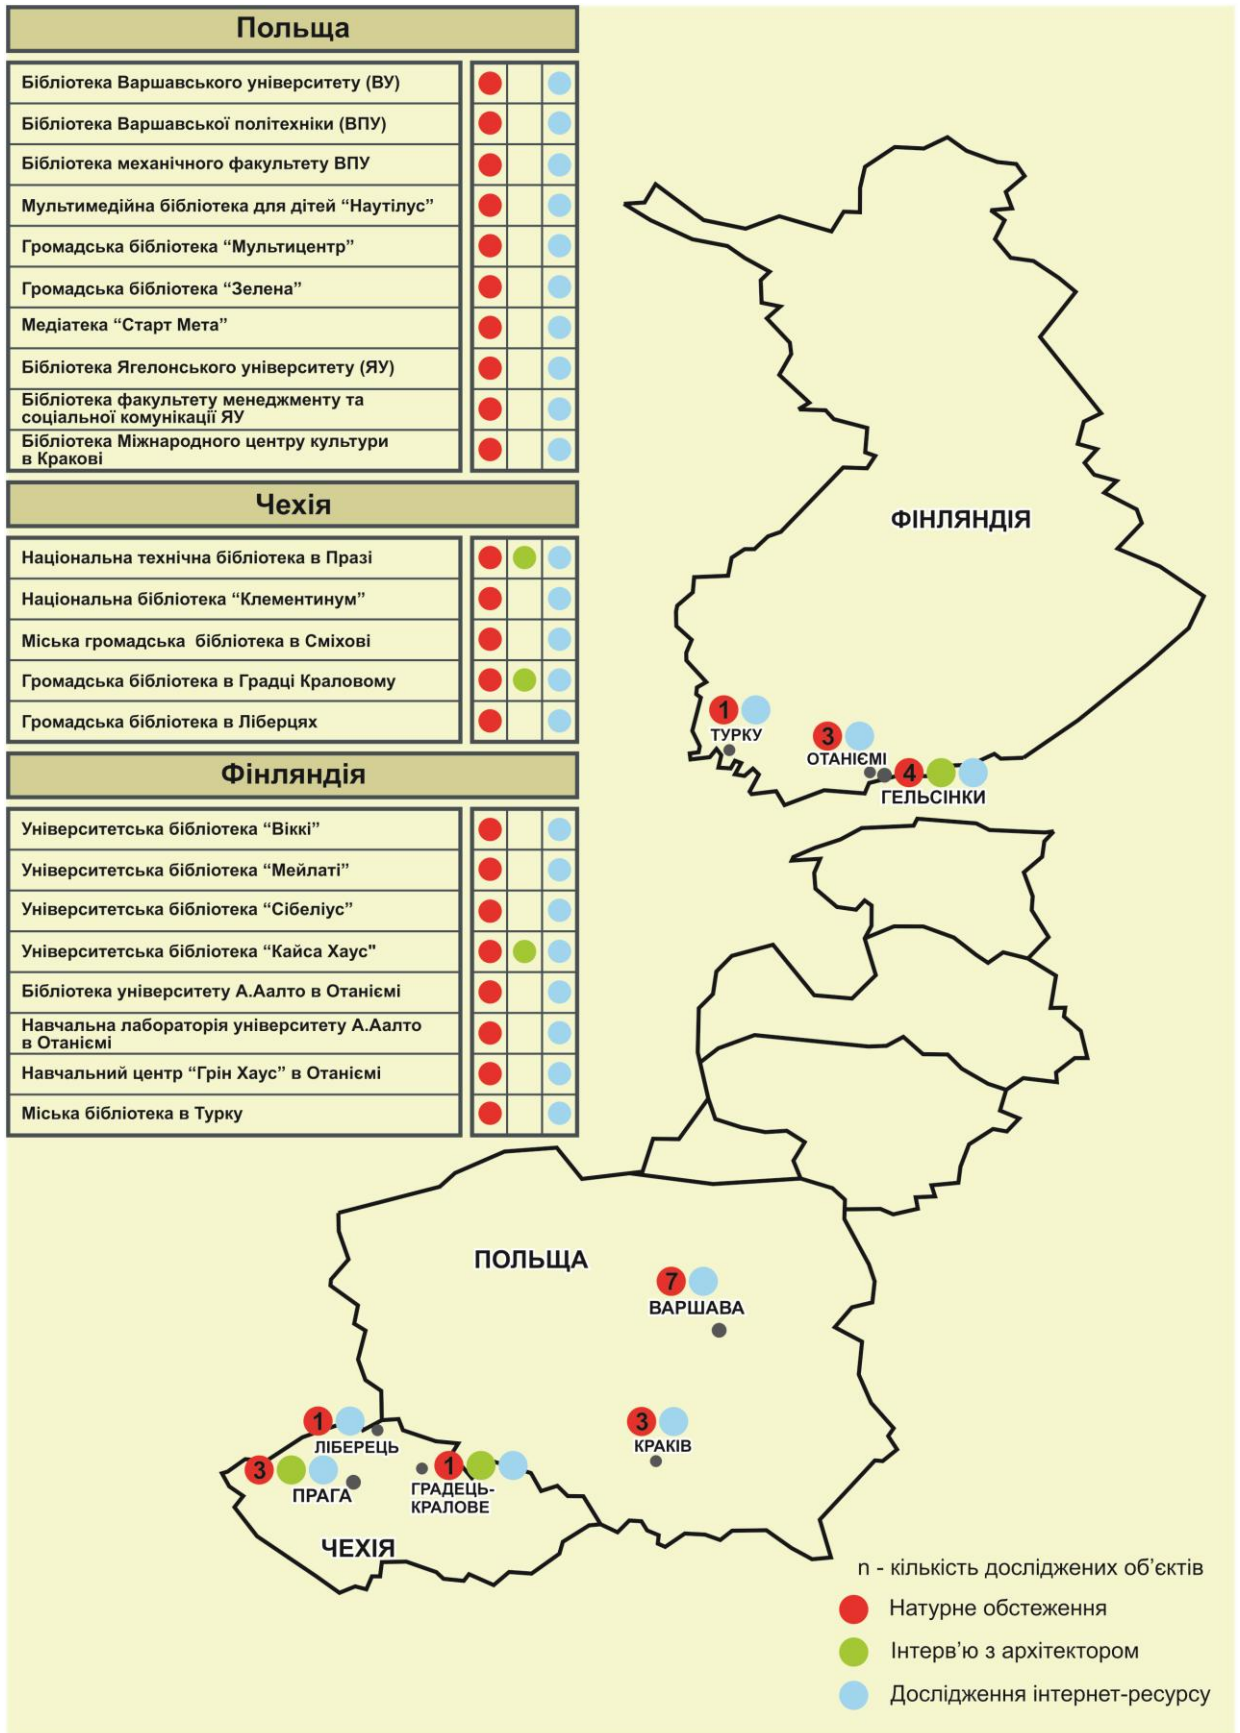 Польща
Бібліотека Варшавського університету (ВУ)
Бібліотека Варшавської політехніки (ВПУ)
Бібліотека механічного факультету ВПУ
Мультимедійна бібліотека для дітей “Наутілус”
Громадська бібліотека “Мультицентр”
Громадська бібліотека “Зелена”
Медіатека “Старт Мета”
Бібліотека Ягелонського університету (ЯУ)
Бібліотека факультету менеджменту та
соціальної комунікації ЯУ
Бібліотека Міжнародного центру культури
в Кракові
Чехія
Національна технічна бібліотека в Празі
Національна бібліотека “Клементинум”
Міська громадська бібліотека в Сміхові
Громадська бібліотека в Градці Краловому
Громадська бібліотека в Ліберцях
Фінляндія
Університетська бібліотека “Віккі”
Університетська бібліотека “Мейлаті”
Університетська бібліотека “Сібеліус”
Університетська бібліотека “Кайса Хаус"
Бібліотека університету А.Аалто в Отаніємі
Навчальна лабораторія університету А.Аалто
в Отаніємі
Навчальний центр “Грін Хаус” в Отаніємі
Міська бібліотека в Турку
ФІНЛЯНДІЯ
1
ТУРКУ
3
ОТАНІЄМІ
4
ГЕЛЬСІНКИ
ПОЛЬЩА
7
ВАРШАВА
3
КРАКІВ
1
ЛІБЕРЕЦЬ
3
ПРАГА
1
ГРАДЕЦЬ-
КРАЛОВЕ
ЧЕХІЯ
n - кількість досліджених об’єктів
Натурне обстеження
Інтерв’ю з архітектором
Дослідження інтернет-ресурсу